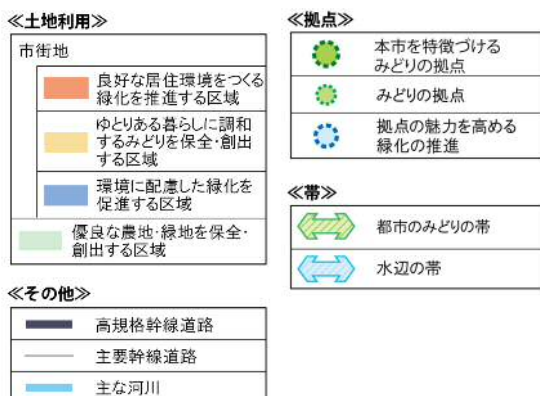 ≪土地利用≫
市街地
良好な居住環境をつくる
緑化を推進する区域
ゆとりある暮らしに調和
するみどりを保全・創出
する区域
環境に配慮した緑化を
促進する区域
優良な農地・緑地を保全・
創出する区域
≪その他≫
高規格幹線道路
主要幹線道路
主な河川
≪拠点≫
本市を特徴づける
みどりの拠点
みどりの拠点
拠点の魅力を高める
緑化の推進
≪帯≫
都市のみどりの帯
水辺の帯